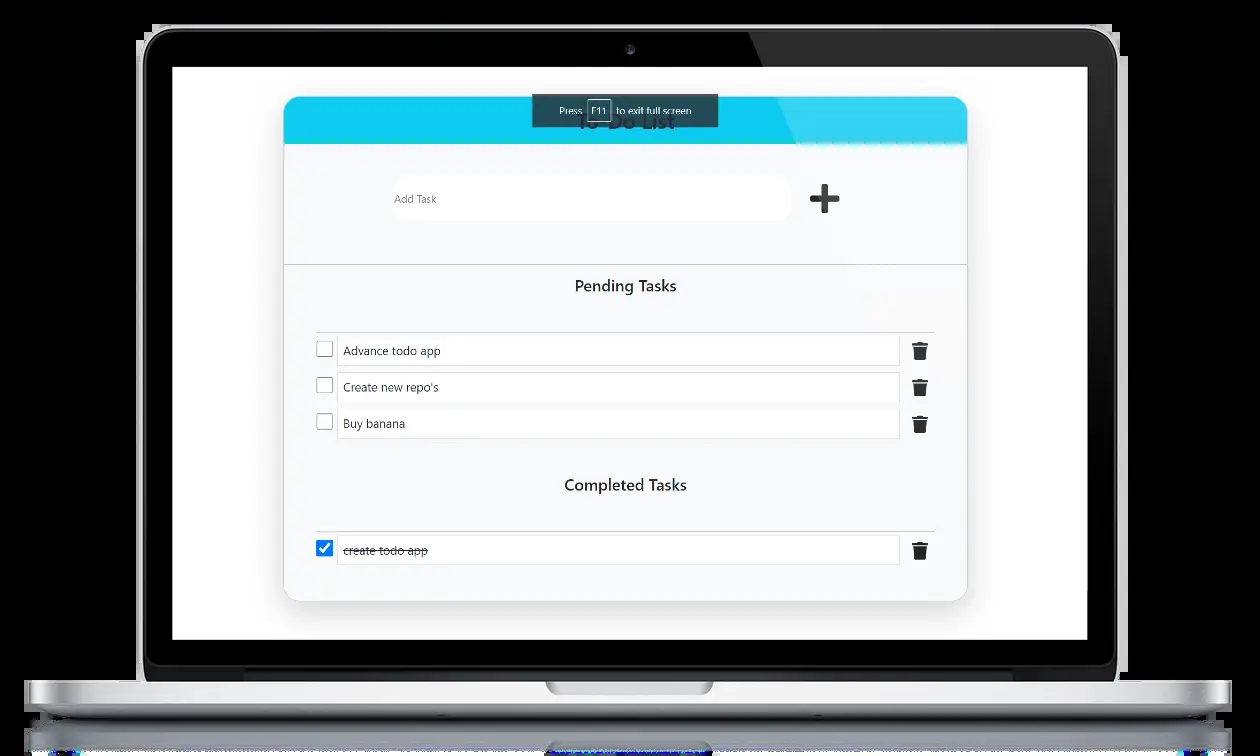 Press F11 to exit full screen
To-Do List
Add Task
Pending Tasks
Advance todo app
Create new repo's
Buy banana
Completed Tasks
create todo app